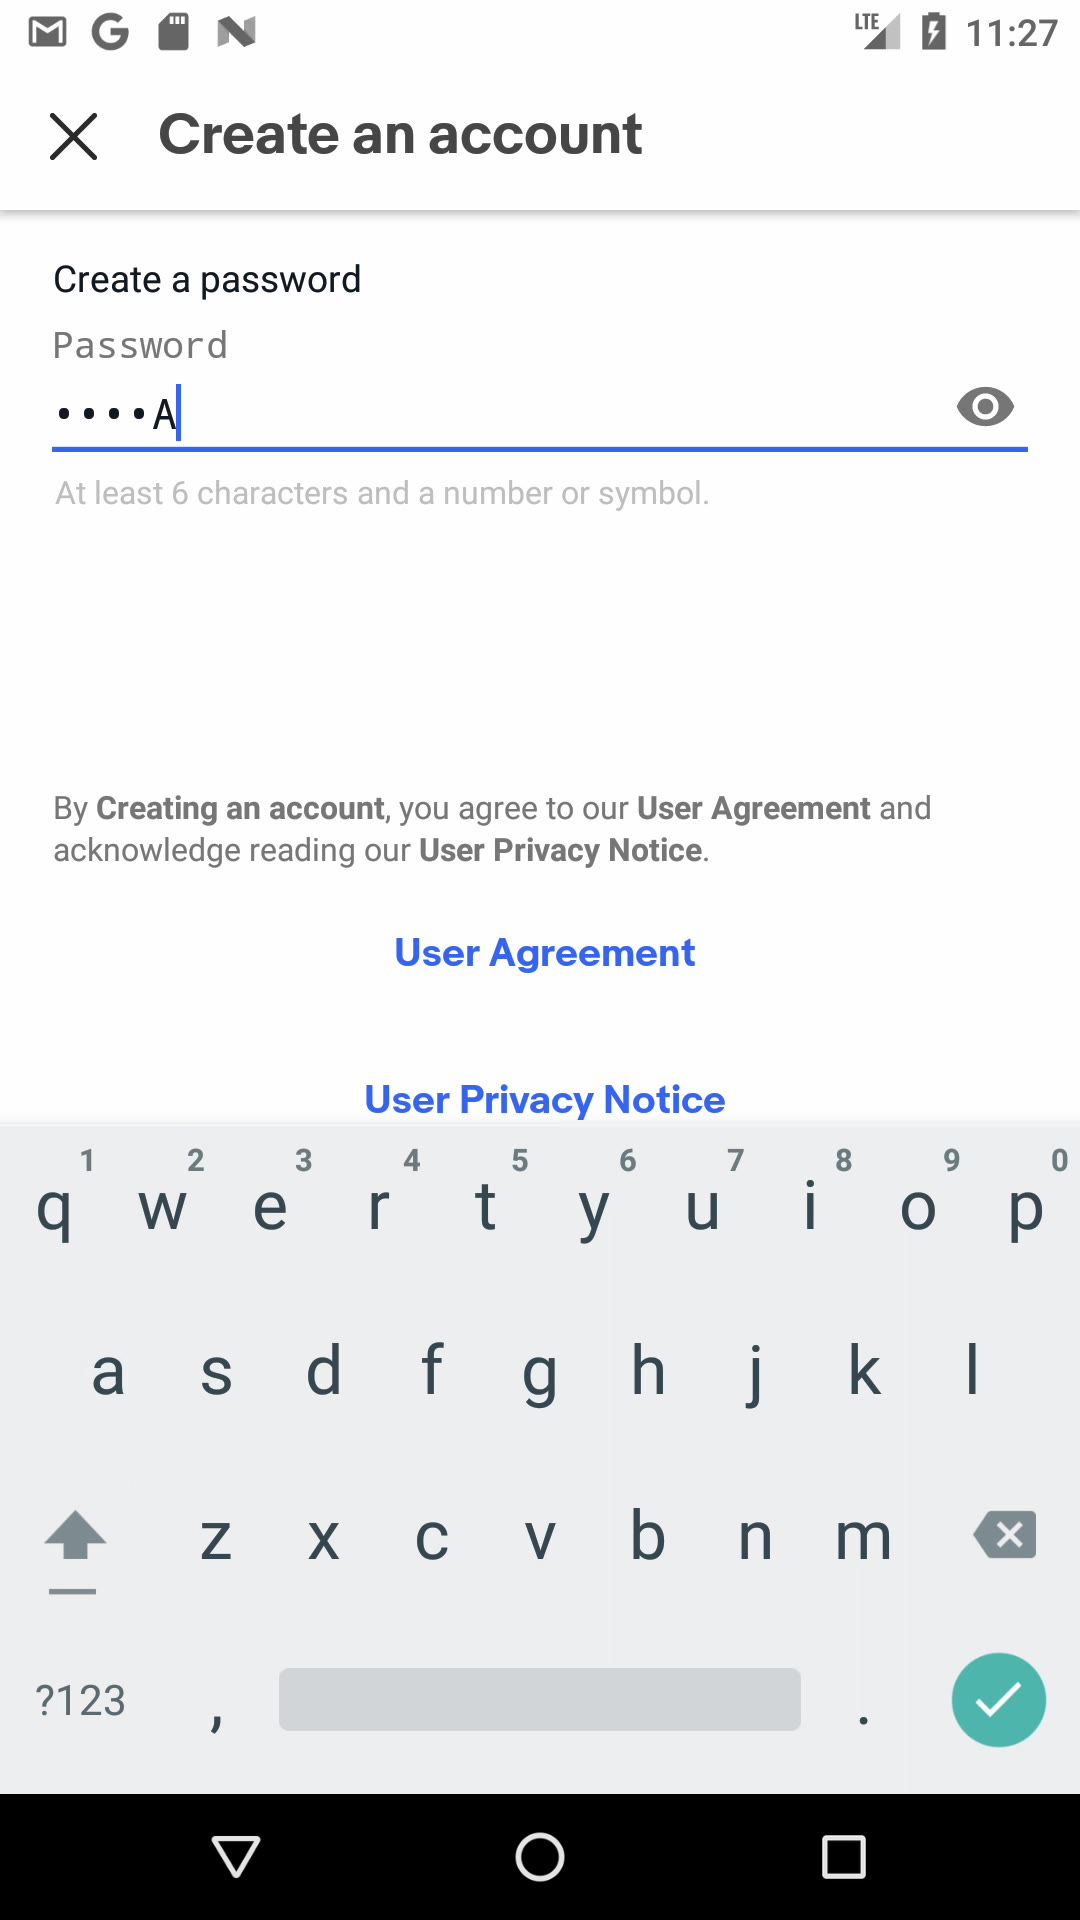 LTE 11:27
Create an account
Create a password
Password
••••A
At least 6 characters and a number or symbol.
By Creating an account, you agree to our User Agreement and
acknowledge reading our User Privacy Notice.
User Agreement
User Privacy Notice
1 2 3 4 5 6 7 8 9 0
q w e r t y u i o p
a s d f g h j k l
z x c v b n m
?123 , .